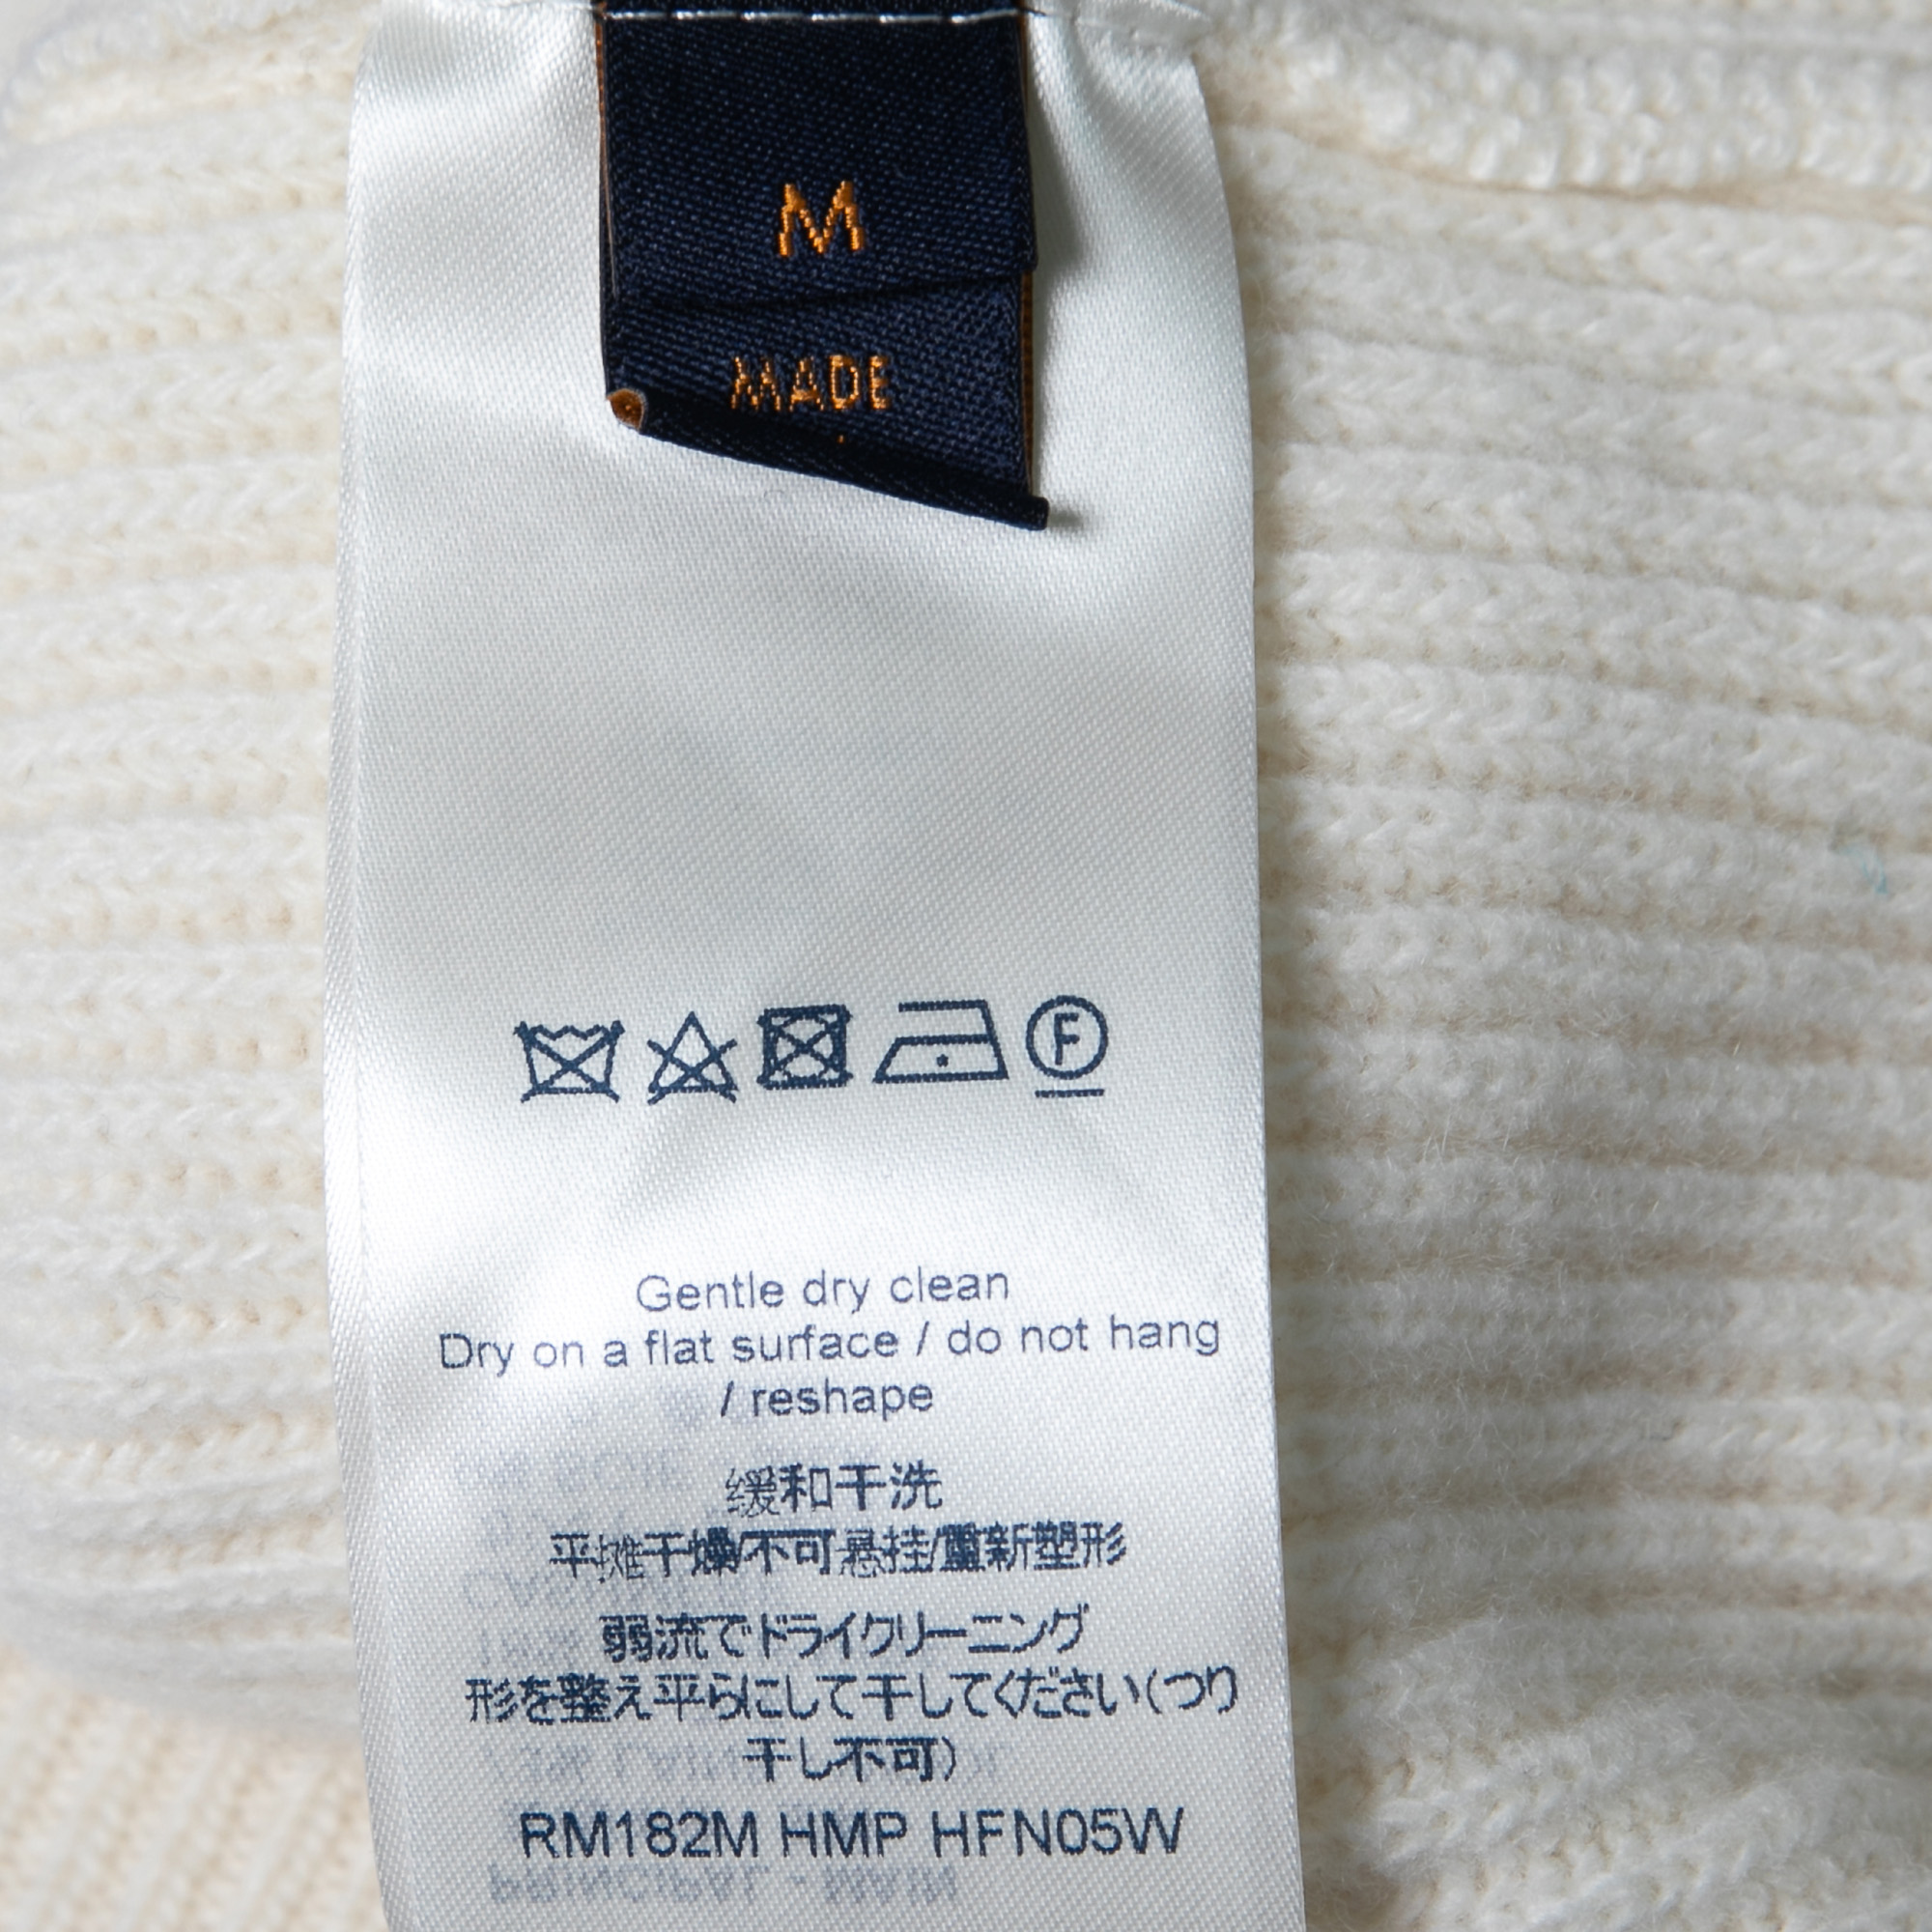 M
MADE
F
Gentle dry clean
Dry on a flat surface / do not hang
/ reshape
缓和干洗
平摊干燥/不可悬挂/重新塑形
弱流でドライクリーニング
形を整え平らにして干してください(つり
干し不可)
RM182M HMP HFN05W